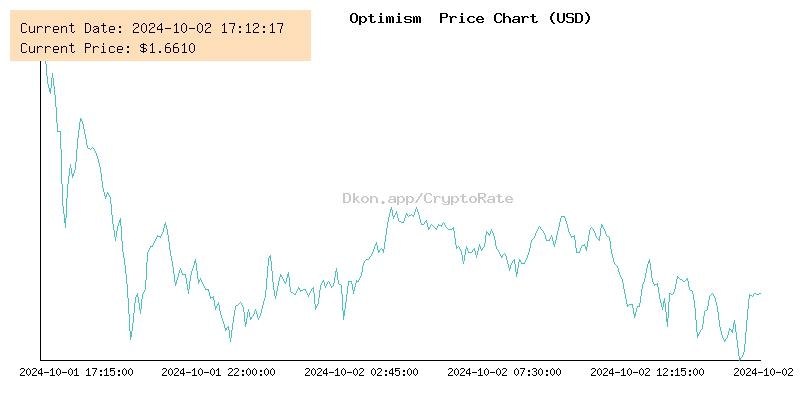 Optimism  Price Chart (USD)
Current Date: 2024-10-02 17:12:17
Current Price: $1.6610
Dkon.app/CryptoRate
2024-10-01 17:15:00 2024-10-01 22:00:00 2024-10-02 02:45:00 2024-10-02 07:30:00 2024-10-02 12:15:00 2024-10-02